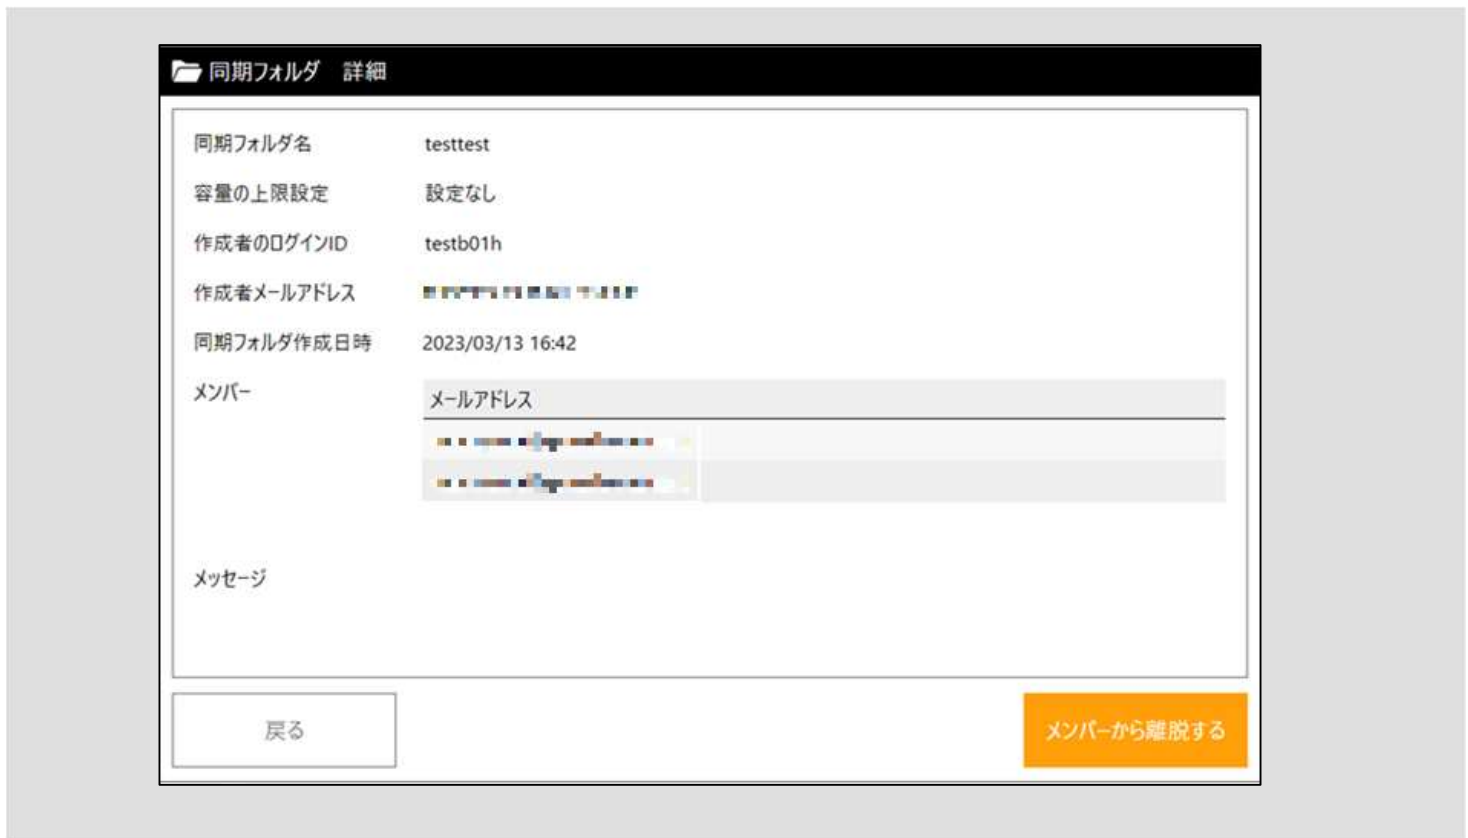 同期フォルダ 詳細
同期フォルダ名 testtest
容量の上限設定 設定なし
作成者のログインID testb01h
作成者メールアドレス
同期フォルダ作成日時 2023/03/13 16:42
メンバー メールアドレス
メッセージ
戻る メンバーから離脱する